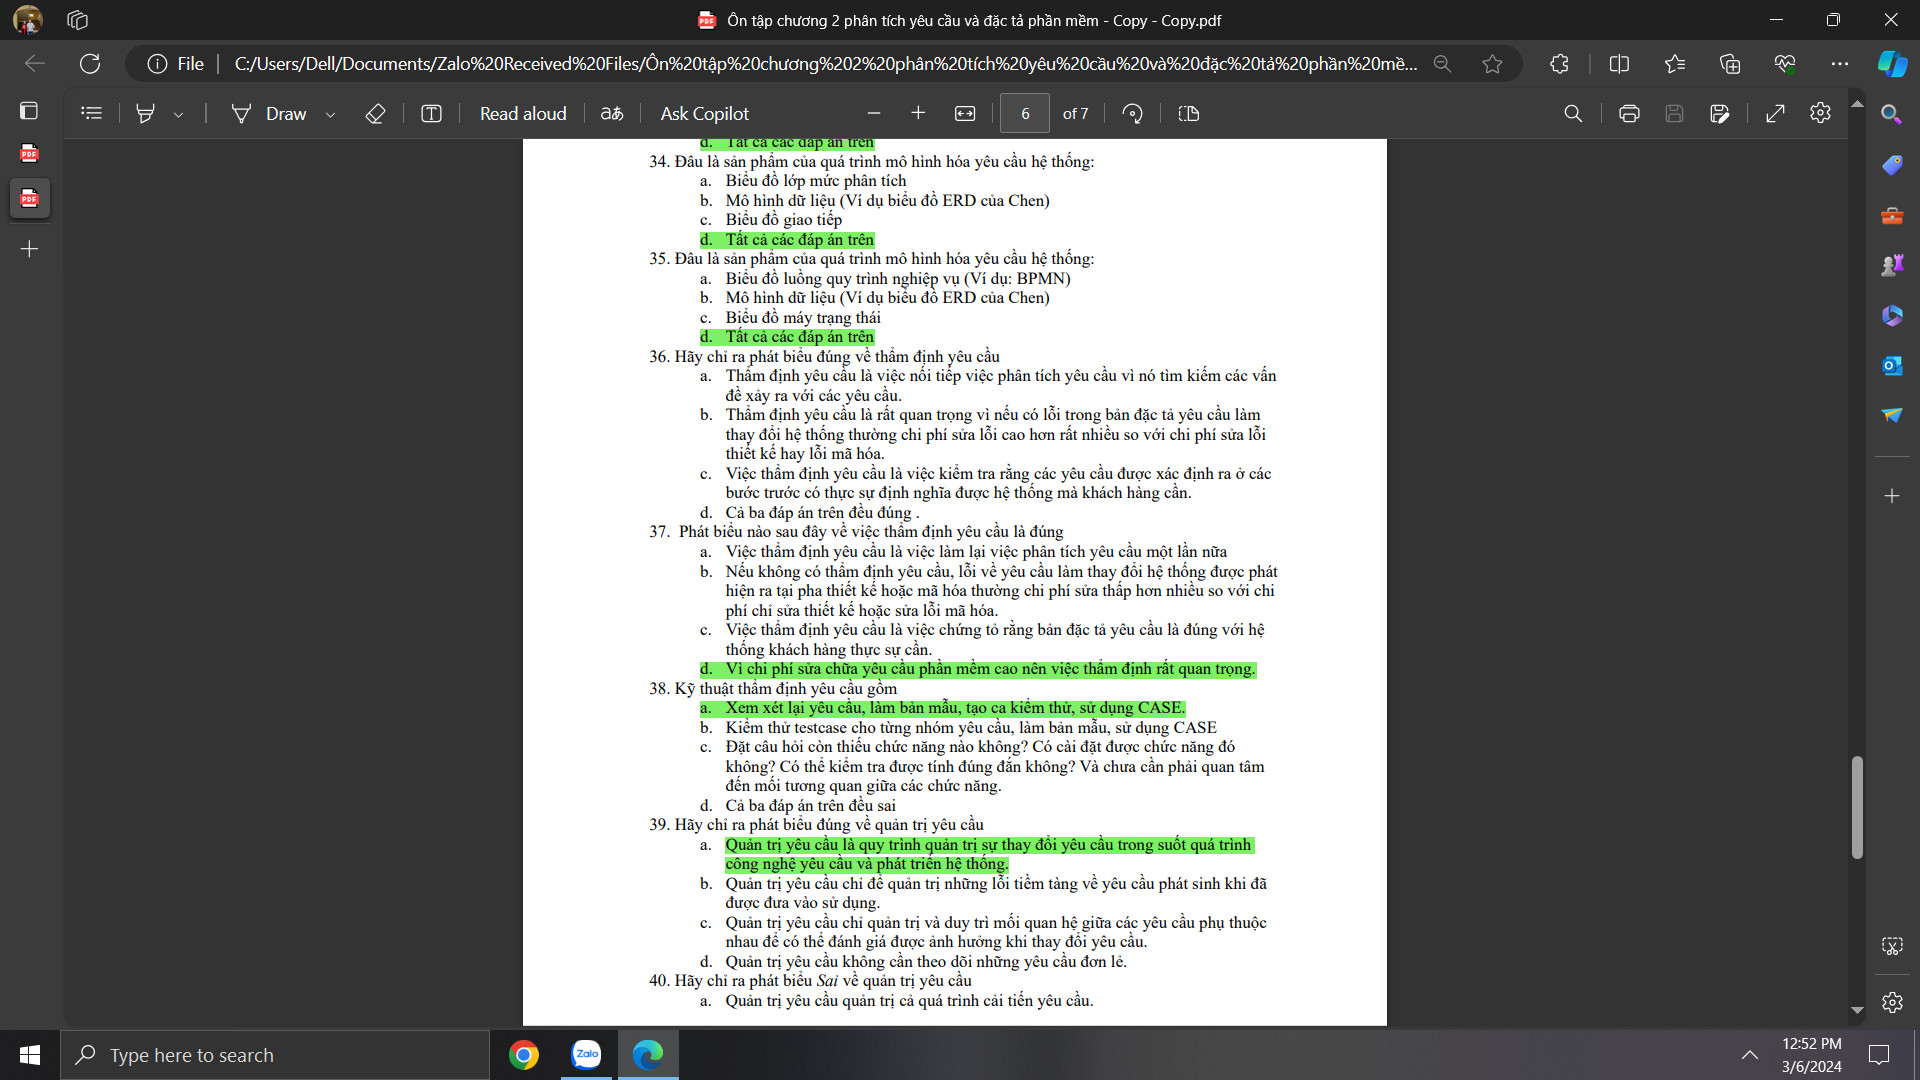 Ôn tập chương 2 phân tích yêu cầu và đặc tả phần mềm - Copy - Copy.pdf
File
C:/Users/Dell/Documents/Zalo%20Received%20Files/Ôn%20tập%20chương%202%20phân%20tích%20yêu%20cầu%20và%20đặc%20tả%20phần%20mề...
Draw
Read aloud
aあ
Ask Copilot
6
of 7
d. Tất cả các đáp án trên
34. Đâu là sản phẩm của quá trình mô hình hóa yêu cầu hệ thống:
a. Biểu đồ lớp mức phân tích
b. Mô hình dữ liệu (Ví dụ biểu đồ ERD của Chen)
c. Biểu đồ giao tiếp
d. Tất cả các đáp án trên
35. Đâu là sản phẩm của quá trình mô hình hóa yêu cầu hệ thống:
a. Biểu đồ luồng quy trình nghiệp vụ (Ví dụ: BPMN)
b. Mô hình dữ liệu (Ví dụ biểu đồ ERD của Chen)
c. Biểu đồ máy trạng thái
d. Tất cả các đáp án trên
36. Hãy chỉ ra phát biểu đúng về thẩm định yêu cầu
a. Thẩm định yêu cầu là việc nối tiếp việc phân tích yêu cầu vì nó tìm kiếm các vấn
đề xảy ra với các yêu cầu.
b. Thẩm định yêu cầu là rất quan trọng vì nếu có lỗi trong bản đặc tả yêu cầu làm
thay đổi hệ thống thường chi phí sửa lỗi cao hơn rất nhiều so với chi phí sửa lỗi
thiết kế hay lỗi mã hóa.
c. Việc thẩm định yêu cầu là việc kiểm tra rằng các yêu cầu được xác định ra ở các
bước trước có thực sự định nghĩa được hệ thống mà khách hàng cần.
d. Cả ba đáp án trên đều đúng .
37. Phát biểu nào sau đây về việc thẩm định yêu cầu là đúng
a. Việc thẩm định yêu cầu là việc làm lại việc phân tích yêu cầu một lần nữa
b. Nếu không có thẩm định yêu cầu, lỗi về yêu cầu làm thay đổi hệ thống được phát
hiện ra tại pha thiết kế hoặc mã hóa thường chi phí sửa thấp hơn nhiều so với chi
phí chi sửa thiết kế hoặc sửa lỗi mã hóa.
c. Việc thẩm định yêu cầu là việc chứng tỏ rằng bản đặc tả yêu cầu là đúng với hệ
thống khách hàng thực sự cần.
d. Vì chi phí sửa chữa yêu cầu phần mềm cao nên việc thẩm định rất quan trọng.
38. Kỹ thuật thẩm định yêu cầu gồm
a. Xem xét lại yêu cầu, làm bản mẫu, tạo ca kiểm thử, sử dụng CASE.
b. Kiểm thử testcase cho từng nhóm yêu cầu, làm bản mẫu, sử dụng CASE
c. Đặt câu hỏi còn thiếu chức năng nào không? Có cài đặt được chức năng đó
không? Có thể kiểm tra được tính đúng đắn không? Và chưa cần phải quan tâm
đến mối tương quan giữa các chức năng.
d. Cả ba đáp án trên đều sai
39. Hãy chỉ ra phát biểu đúng về quản trị yêu cầu
a. Quản trị yêu cầu là quy trình quản trị sự thay đổi yêu cầu trong suốt quá trình
công nghệ yêu cầu và phát triển hệ thống.
b. Quản trị yêu cầu chỉ để quản trị những lỗi tiềm tàng về yêu cầu phát sinh khi đã
được đưa vào sử dụng.
c. Quản trị yêu cầu chỉ quản trị và duy trì mối quan hệ giữa các yêu cầu phụ thuộc
nhau để có thể đánh giá được ảnh hưởng khi thay đổi yêu cầu.
d. Quản trị yêu cầu không cần theo dõi những yêu cầu đơn lẻ.
40. Hãy chỉ ra phát biểu Sai về quản trị yêu cầu
a. Quản trị yêu cầu quản trị cả quá trình cải tiến yêu cầu.
Type here to search
Zalo
12:52 PM
3/6/2024